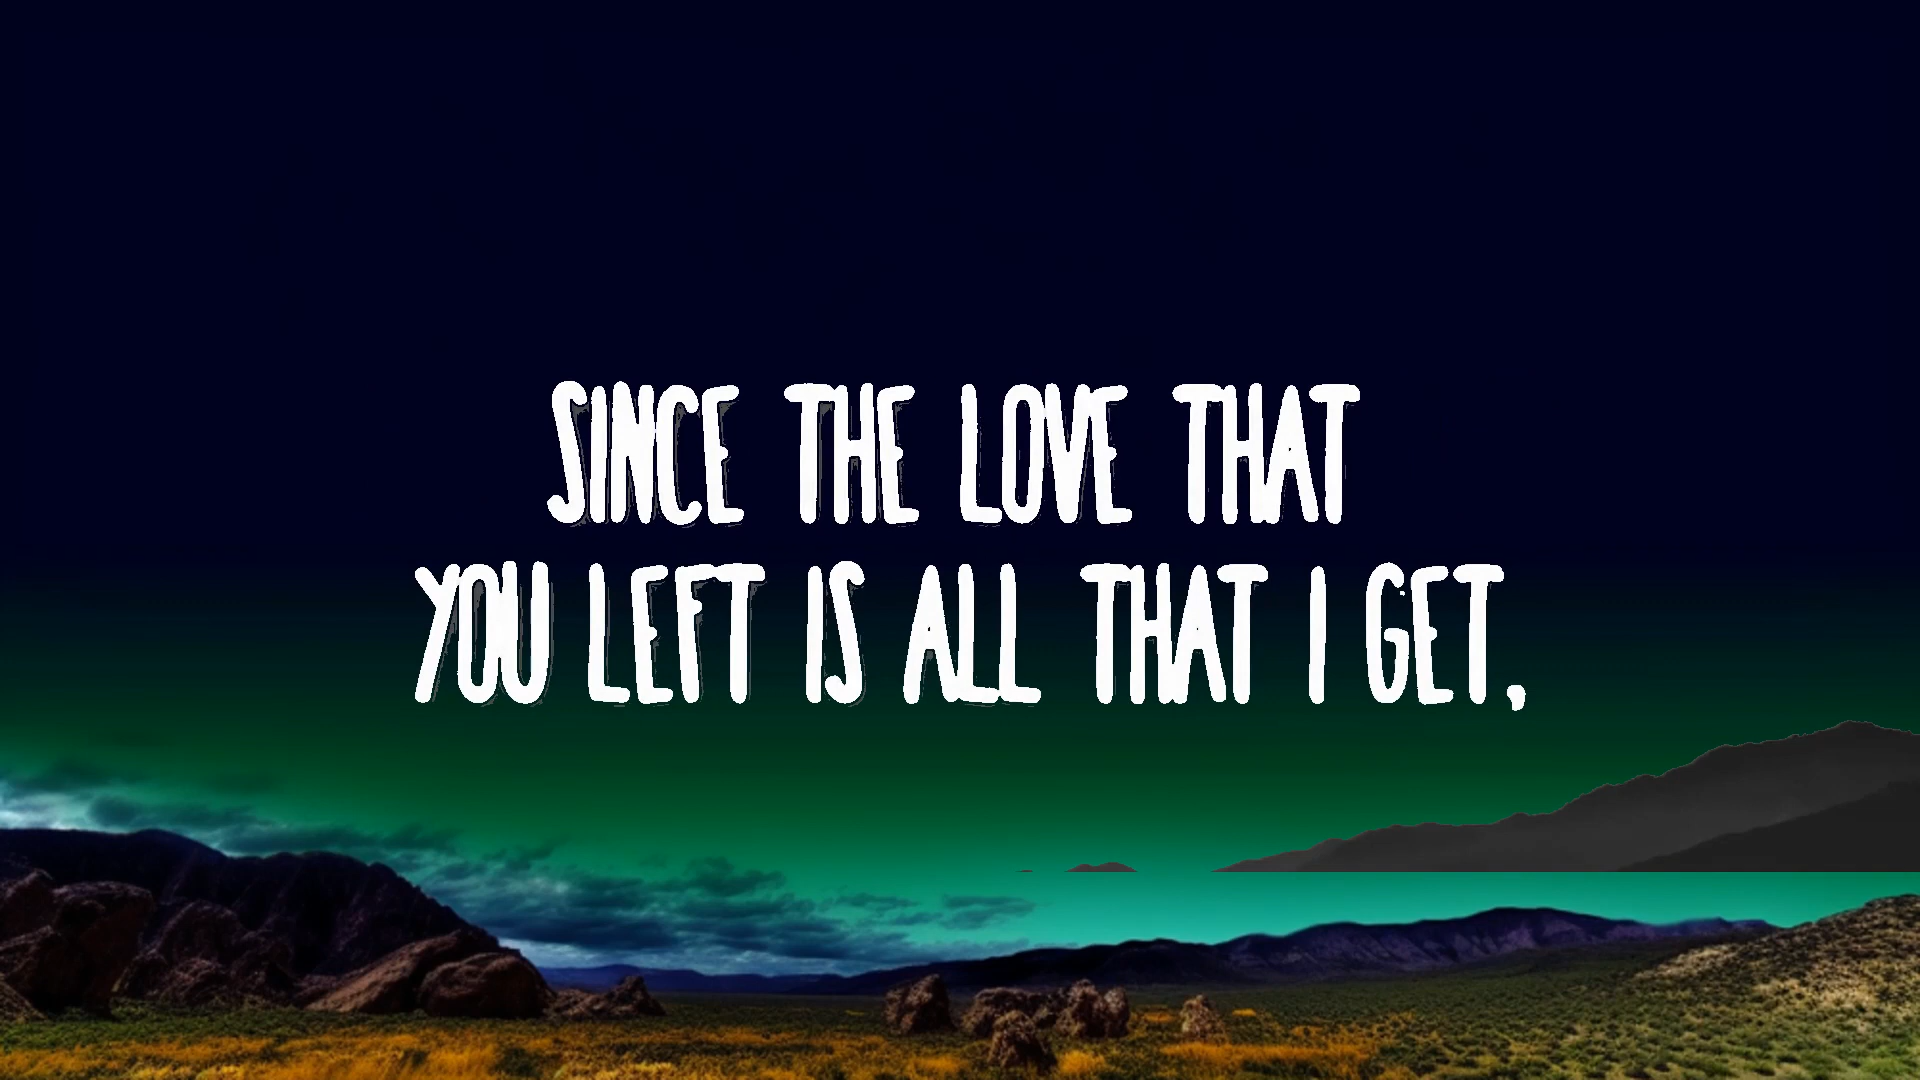 SINCE THE LOVE THAT
YOU LEFT IS ALL THAT I GET,